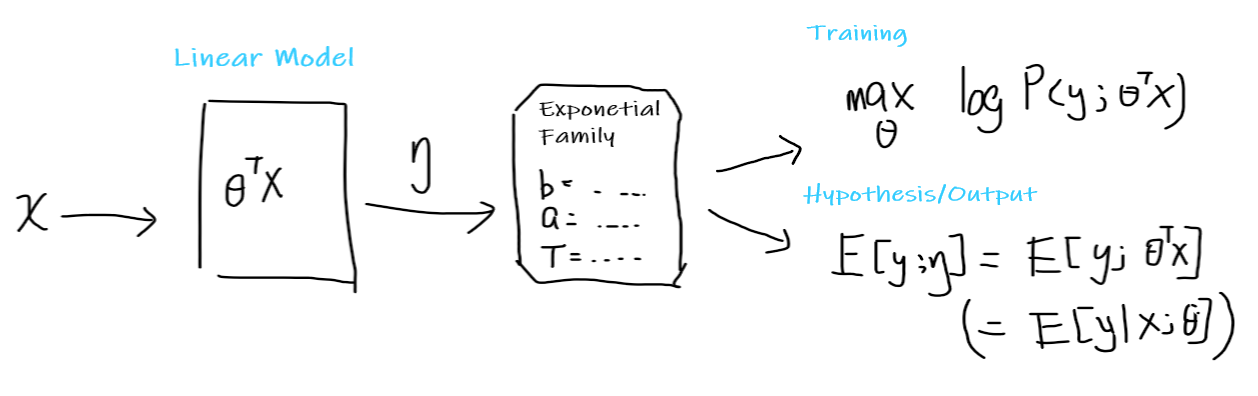 Linear Model
x
θᵀx
η
Exponetial
Family
b= - ----
a= -----
T=----
Training
max log P(y; θᵀx)
θ
Hypothesis/Output
E[y;η] = E[y; θᵀx]
(= E[y|x;θ])